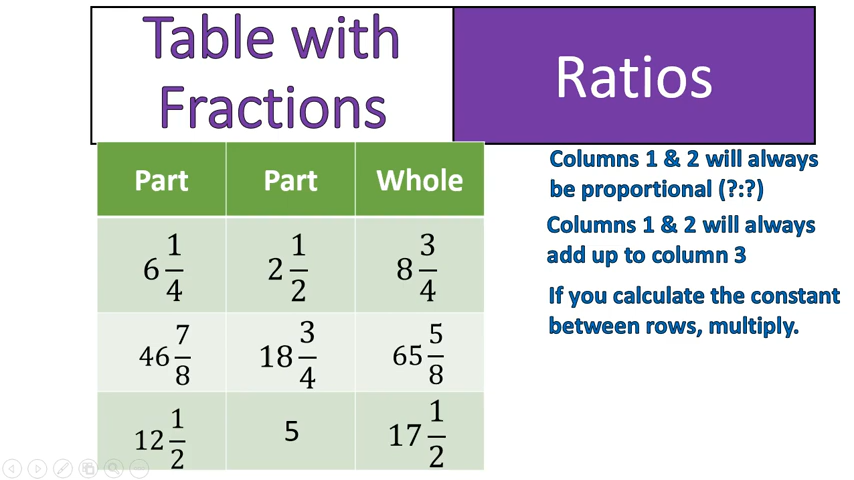 Table with
Fractions
Ratios
Part Part Whole
6 1/4 2 1/2 8 3/4
46 7/8 18 3/4 65 5/8
12 1/2 5 17 1/2
Columns 1 & 2 will always
be proportional (?:?)
Columns 1 & 2 will always
add up to column 3
If you calculate the constant
between rows, multiply.